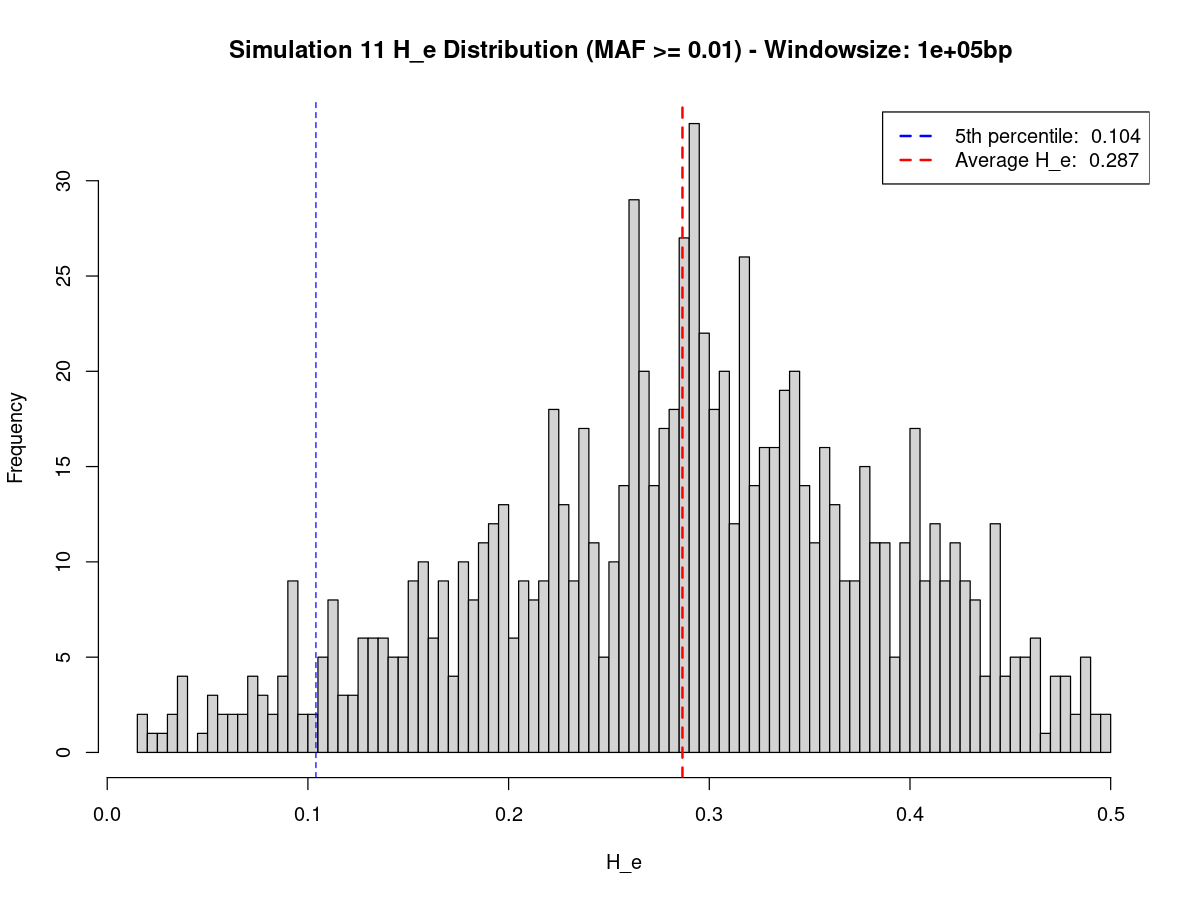 Simulation 11 H_e Distribution (MAF >= 0.01) - Windowsize: 1e+05bp
5th percentile:  0.104
Average H_e:  0.287
Frequency
30
25
20
15
10
5
0
0.0 0.1 0.2 0.3 0.4 0.5
H_e